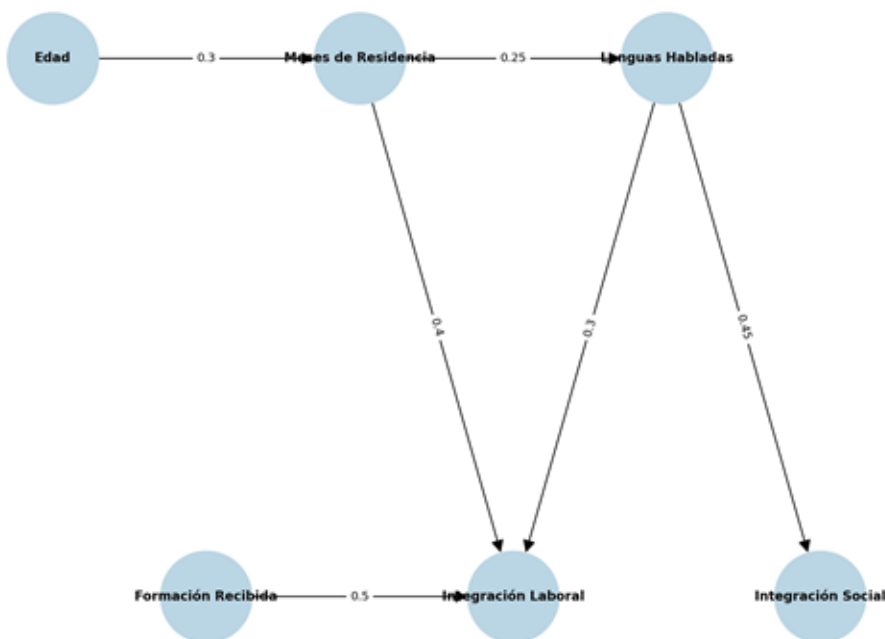 Edad
0.3
Meses de Residencia
0.25
Lenguas Habladas
0.4
0.3
0.45
Formación Recibida
0.5
Integración Laboral
Integración Social